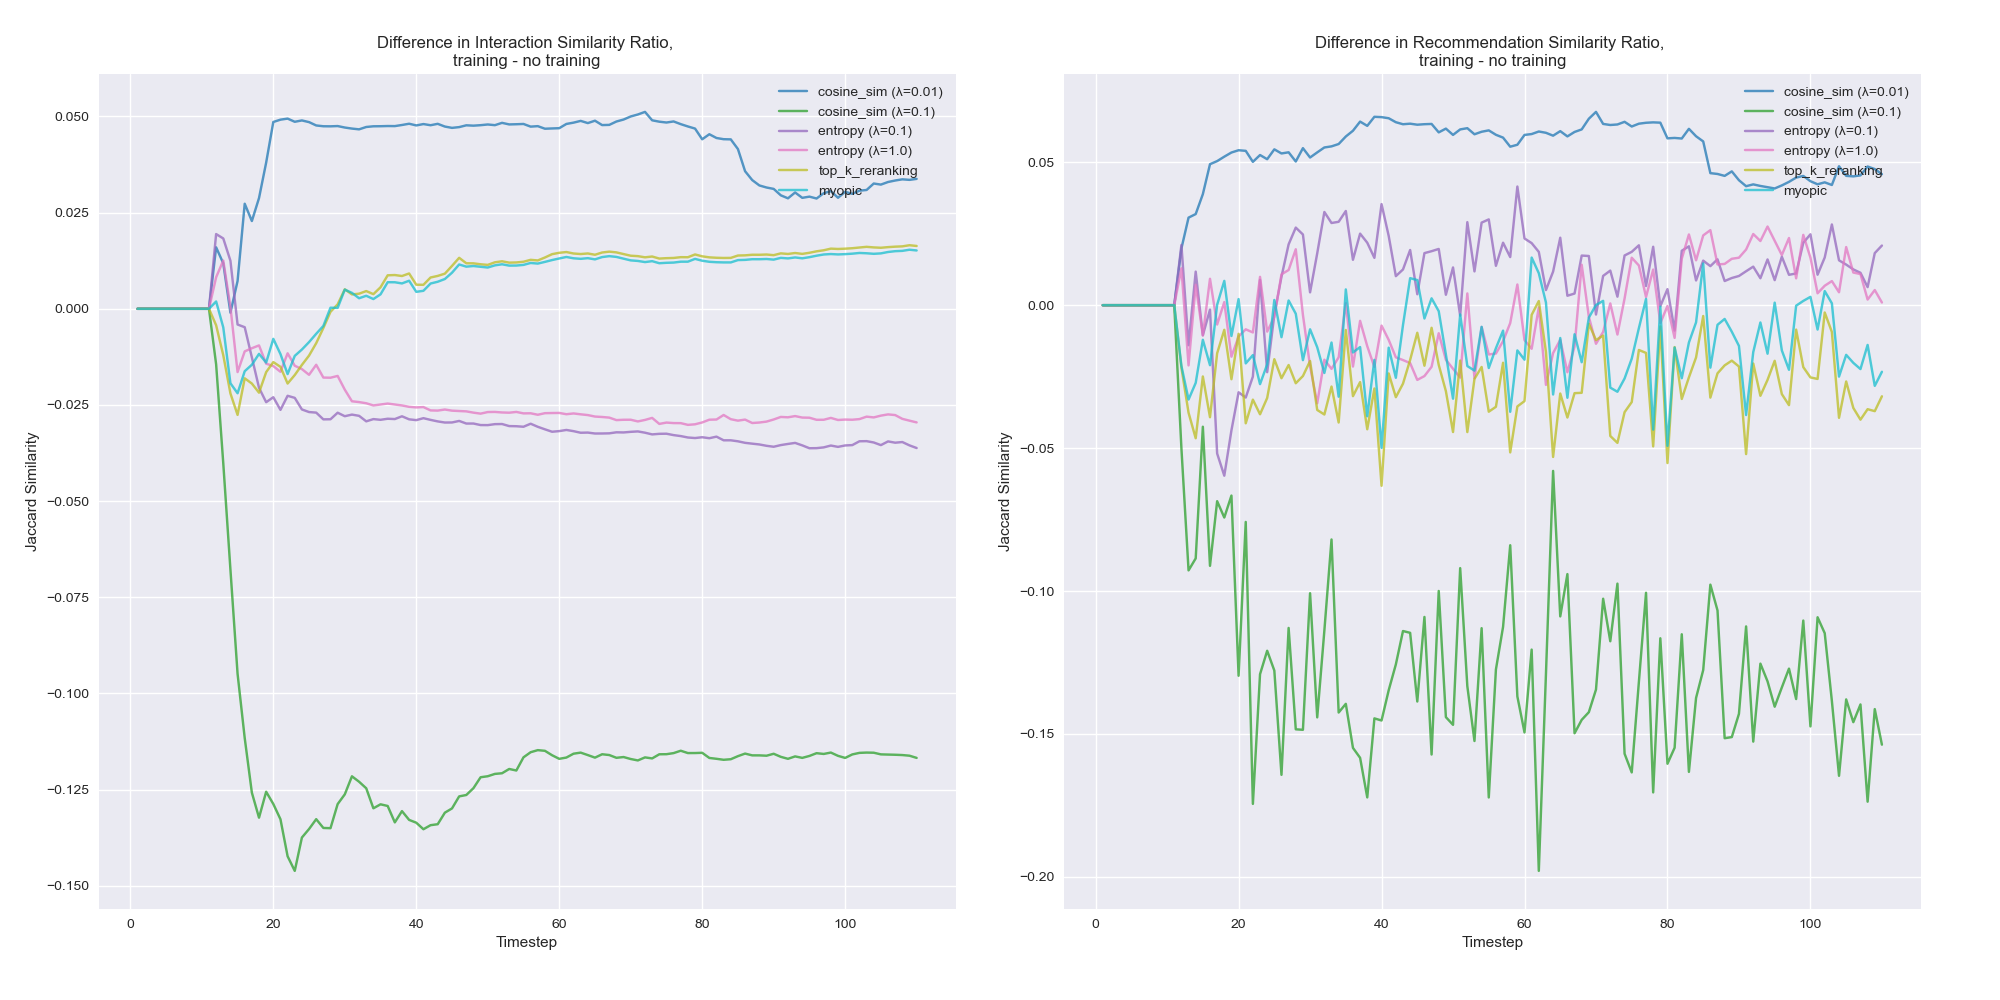 Difference in Interaction Similarity Ratio,
training - no training
cosine_sim (λ=0.01)
cosine_sim (λ=0.1)
entropy (λ=0.1)
entropy (λ=1.0)
top_k_reranking
myopic
0.050
0.025
0.000
−0.025
−0.050
−0.075
−0.100
−0.125
−0.150
Jaccard Similarity
0 20 40 60 80 100
Timestep
Difference in Recommendation Similarity Ratio,
training - no training
cosine_sim (λ=0.01)
cosine_sim (λ=0.1)
entropy (λ=0.1)
entropy (λ=1.0)
top_k_reranking
myopic
0.05
0.00
−0.05
−0.10
−0.15
−0.20
Jaccard Similarity
0 20 40 60 80 100
Timestep